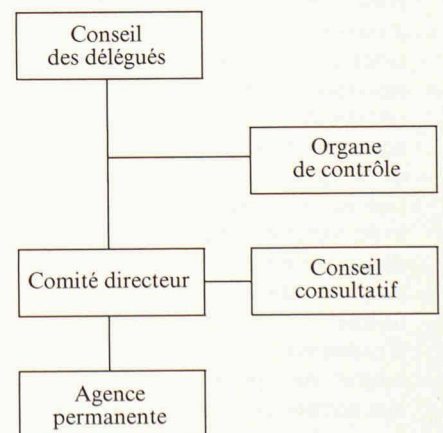 Conseil
des délégués
Organe
de contrôle
Comité directeur
Conseil
consultatif
Agence
permanente